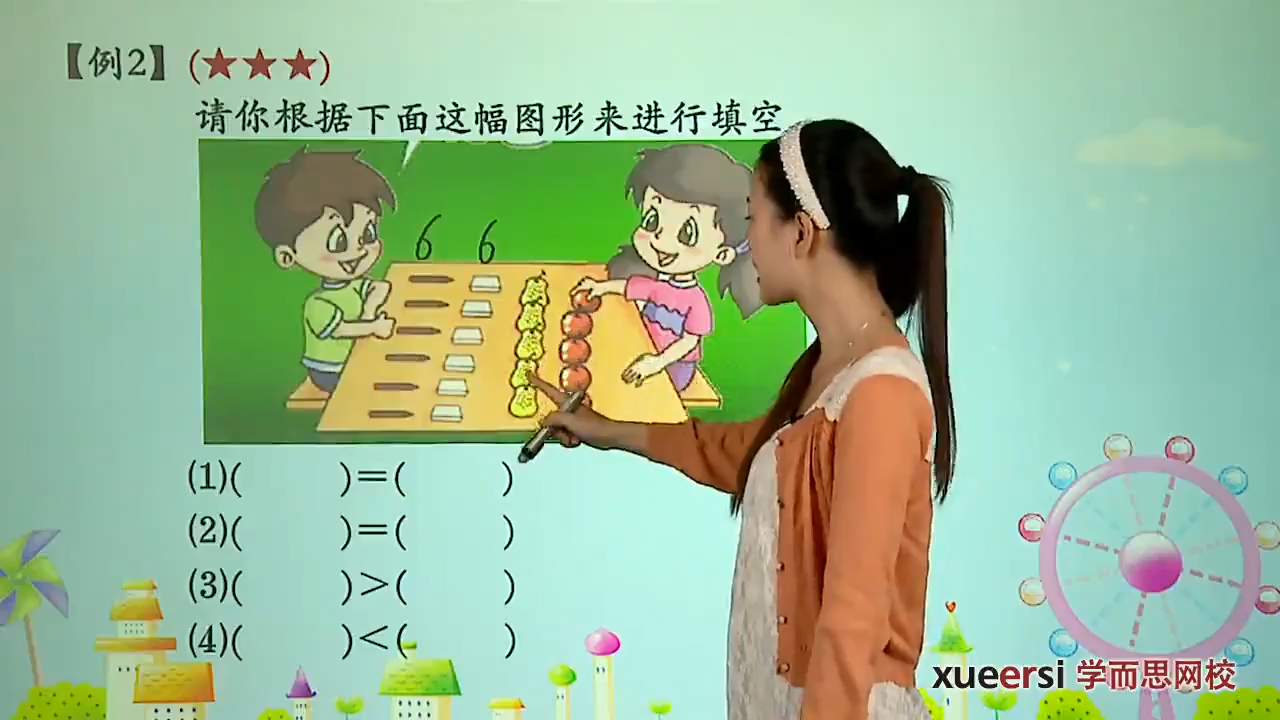 【例2】(★★★)
请你根据下面这幅图形来进行填空
6 6
(1)( )=( )
(2)( )=( )
(3)( )>( )
(4)( )<( )
xueersi 学而思网校